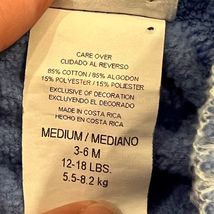 CARE OVER
CUIDADO AL REVERSO
85% COTTON / 85% ALGODON
15% POLYESTER / 15% POLIESTER
EXCLUSIVE OF DECORATION
EXCLUYENDO EL DECORADO
MADE IN COSTA RICA
HECHO EN COSTA RICA
MEDIUM / MEDIANO
3-6 M
12-18 LBS.
5.5-8.2 kg